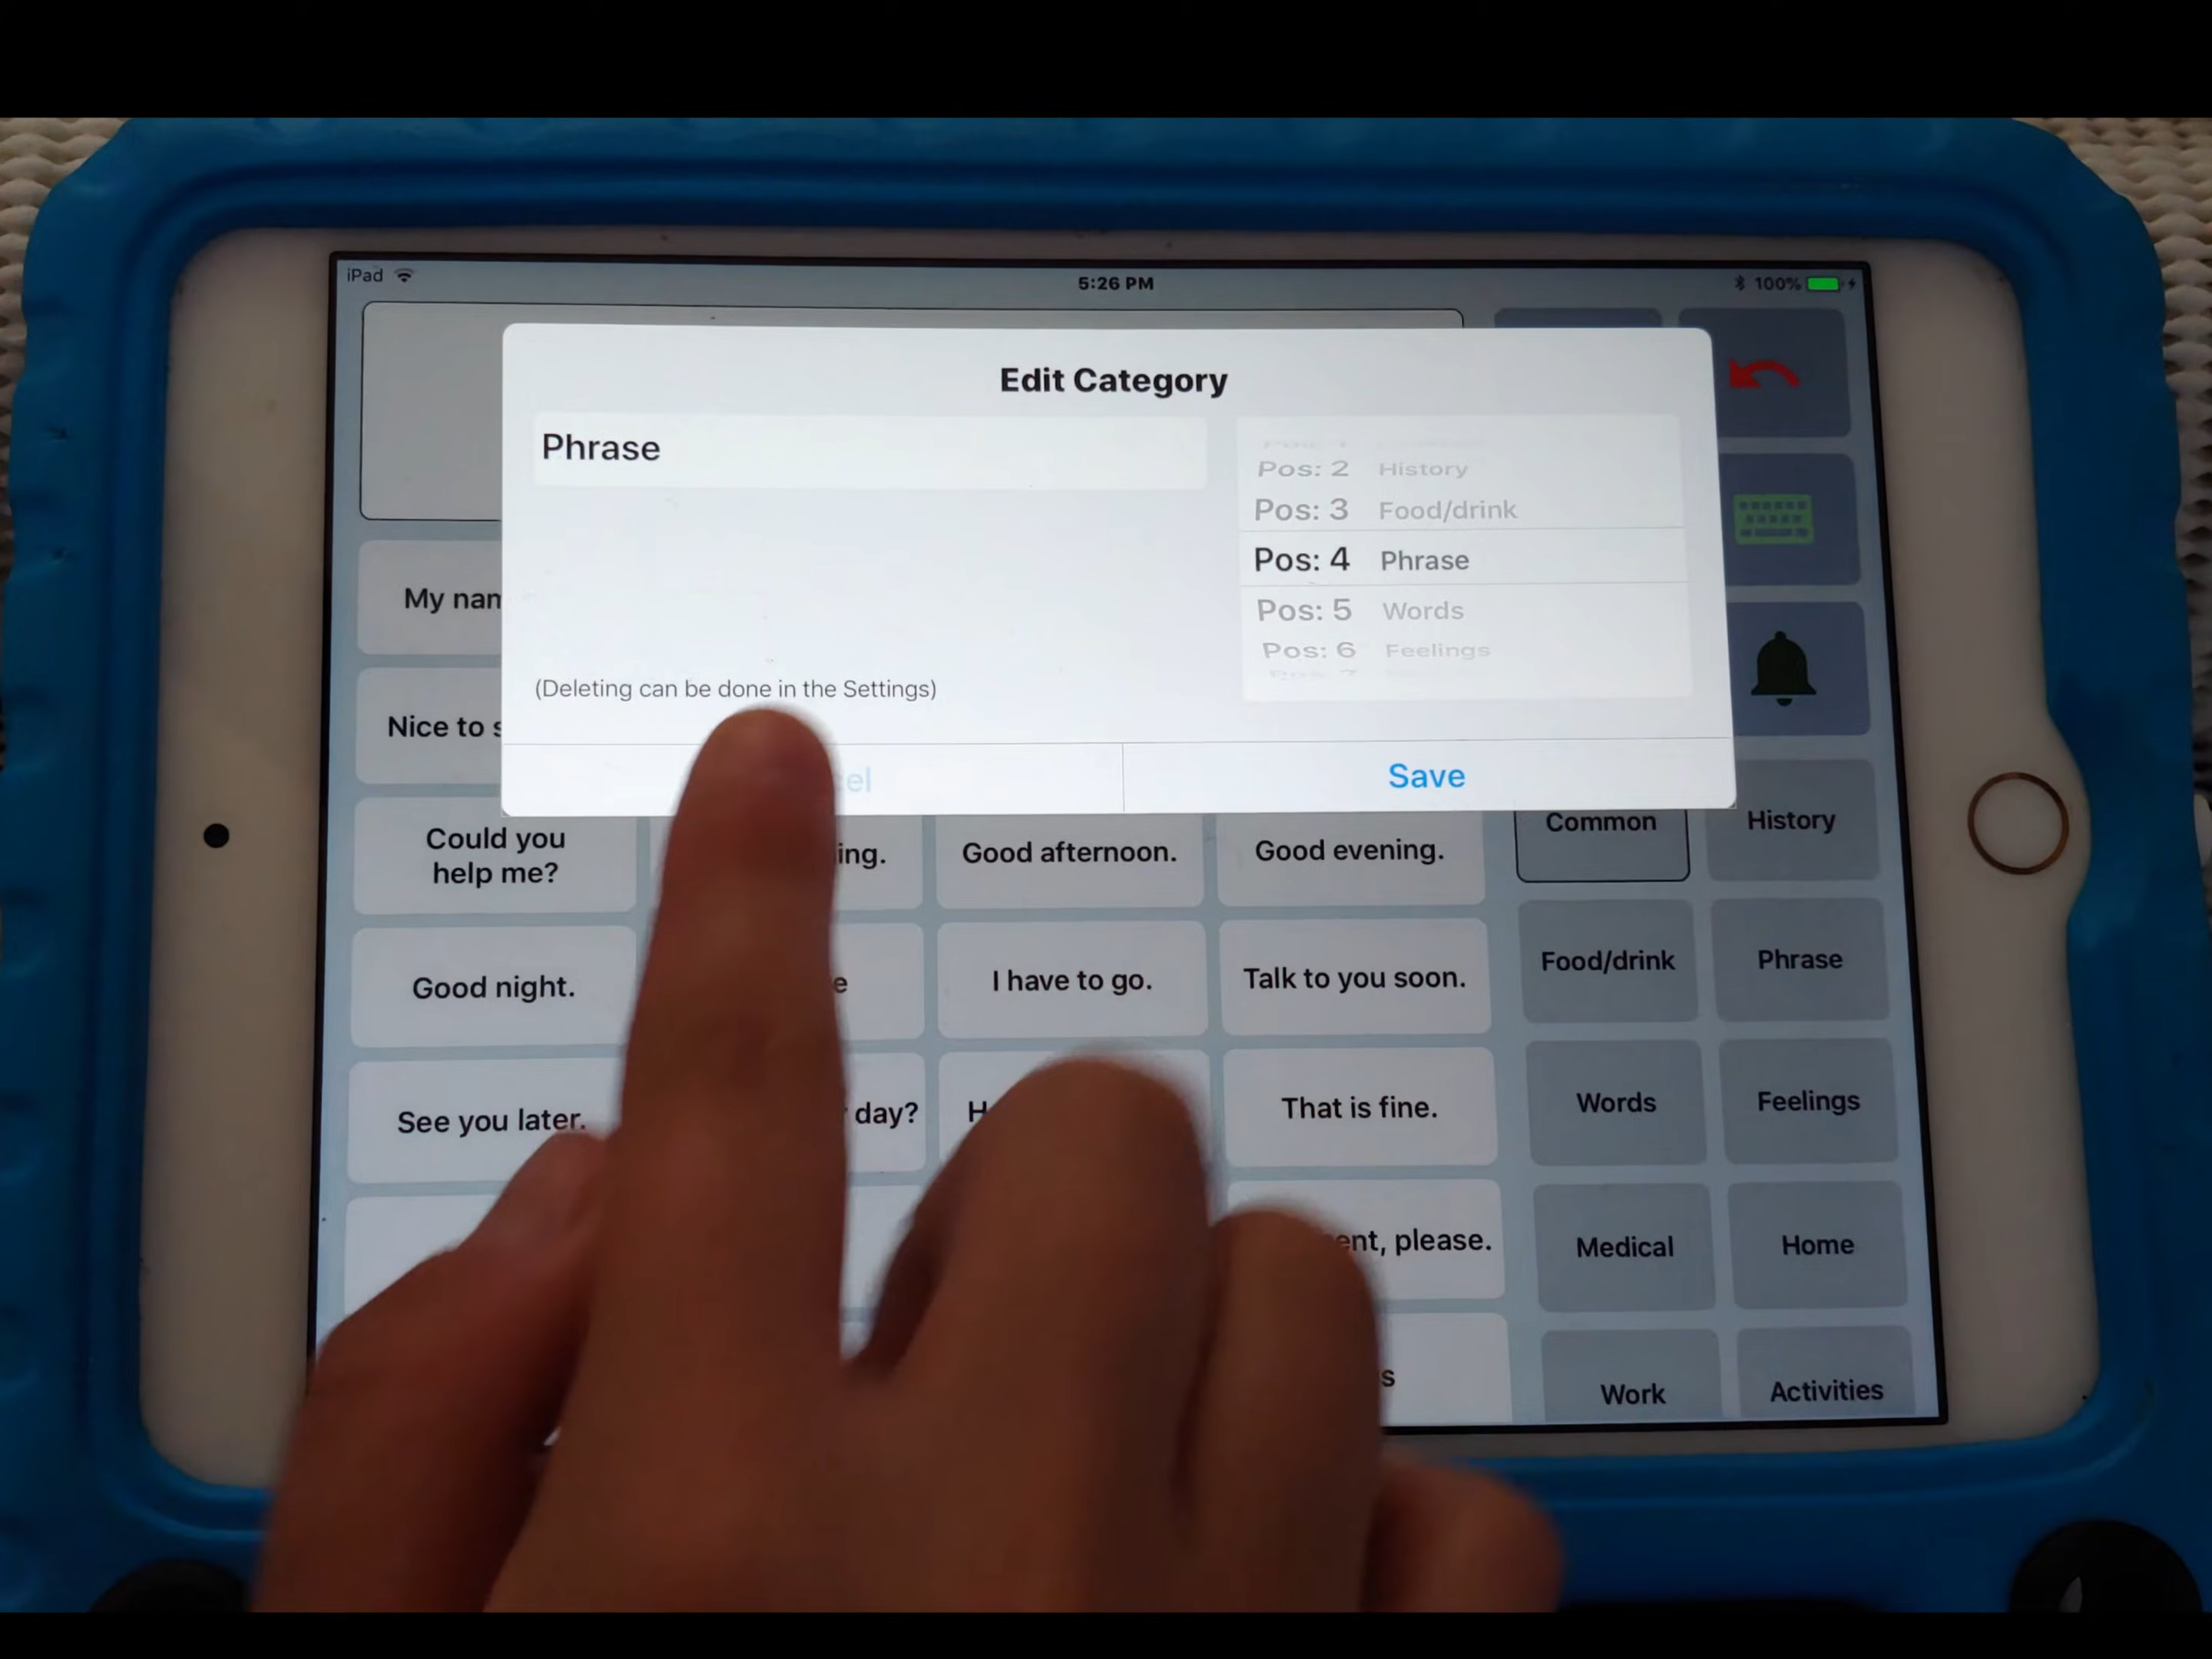 iPad
5:26 PM
100%
Edit Category
Phrase
Pos: 2 History
Pos: 3 Food/drink
Pos: 4 Phrase
Pos: 5 Words
Pos: 6 Feelings
(Deleting can be done in the Settings)
Save
My nam
Nice to s
Could you
help me?
ing.
Good afternoon.
Good evening.
Common
History
Good night.
I have to go.
Talk to you soon.
Food/drink
Phrase
See you later.
day?
That is fine.
Words
Feelings
ent, please.
Medical
Home
Work
Activities